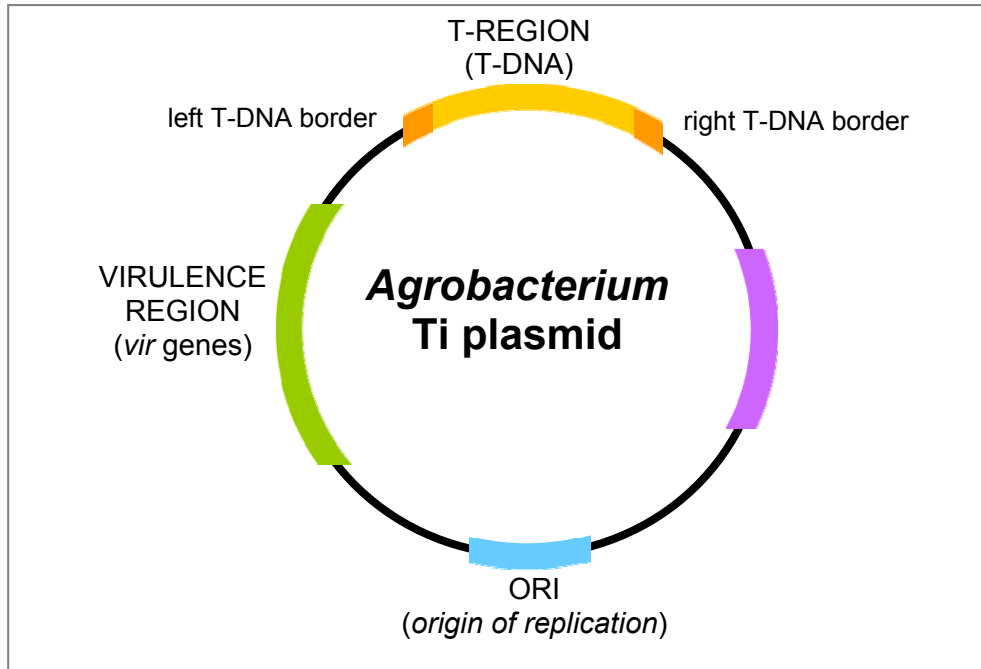 T-REGION
(T-DNA)
left T-DNA border
right T-DNA border
VIRULENCE
REGION
(vir genes)
Agrobacterium
Ti plasmid
ORI
(origin of replication)